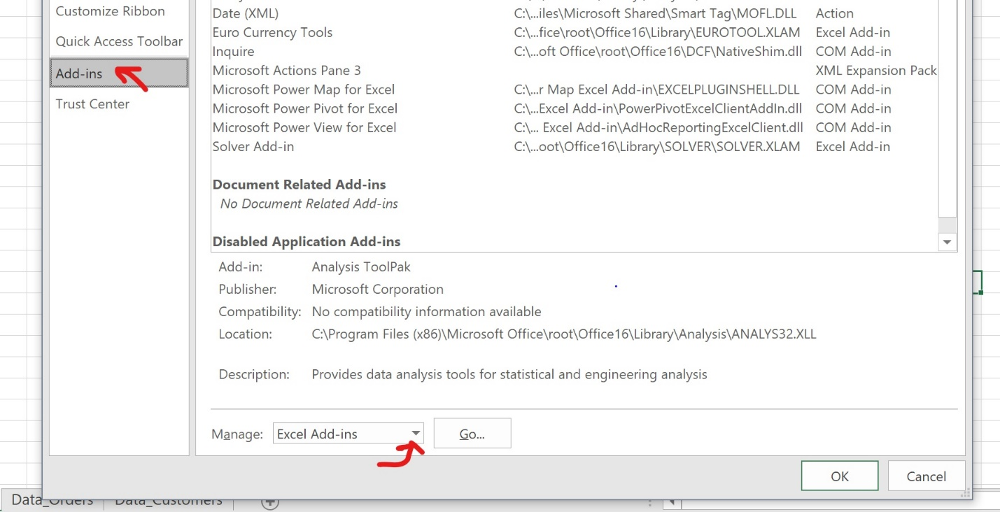 Customize Ribbon
Quick Access Toolbar
Add-ins
Trust Center
Date (XML) C:\...iles\Microsoft Shared\Smart Tag\MOFL.DLL Action
Euro Currency Tools C:\...fice\root\Office16\Library\EUROTOOL.XLAM Excel Add-in
Inquire C:\...oft Office\root\Office16\DCF\NativeShim.dll COM Add-in
Microsoft Actions Pane 3 XML Expansion Pack
Microsoft Power Map for Excel C:\...r Map Excel Add-in\EXCELPLUGINSHELL.DLL COM Add-in
Microsoft Power Pivot for Excel C:\...Excel Add-in\PowerPivotExcelClientAddIn.dll COM Add-in
Microsoft Power View for Excel C:\... Excel Add-in\AdHocReportingExcelClient.dll COM Add-in
Solver Add-in C:\...oot\Office16\Library\SOLVER\SOLVER.XLAM Excel Add-in
Document Related Add-ins
No Document Related Add-ins
Disabled Application Add-ins
Add-in: Analysis ToolPak
Publisher: Microsoft Corporation
Compatibility: No compatibility information available
Location: C:\Program Files (x86)\Microsoft Office\root\Office16\Library\Analysis\ANALYS32.XLL
Description: Provides data analysis tools for statistical and engineering analysis
Manage: Excel Add-ins Go...
OK Cancel
Data_Orders Data_Customers